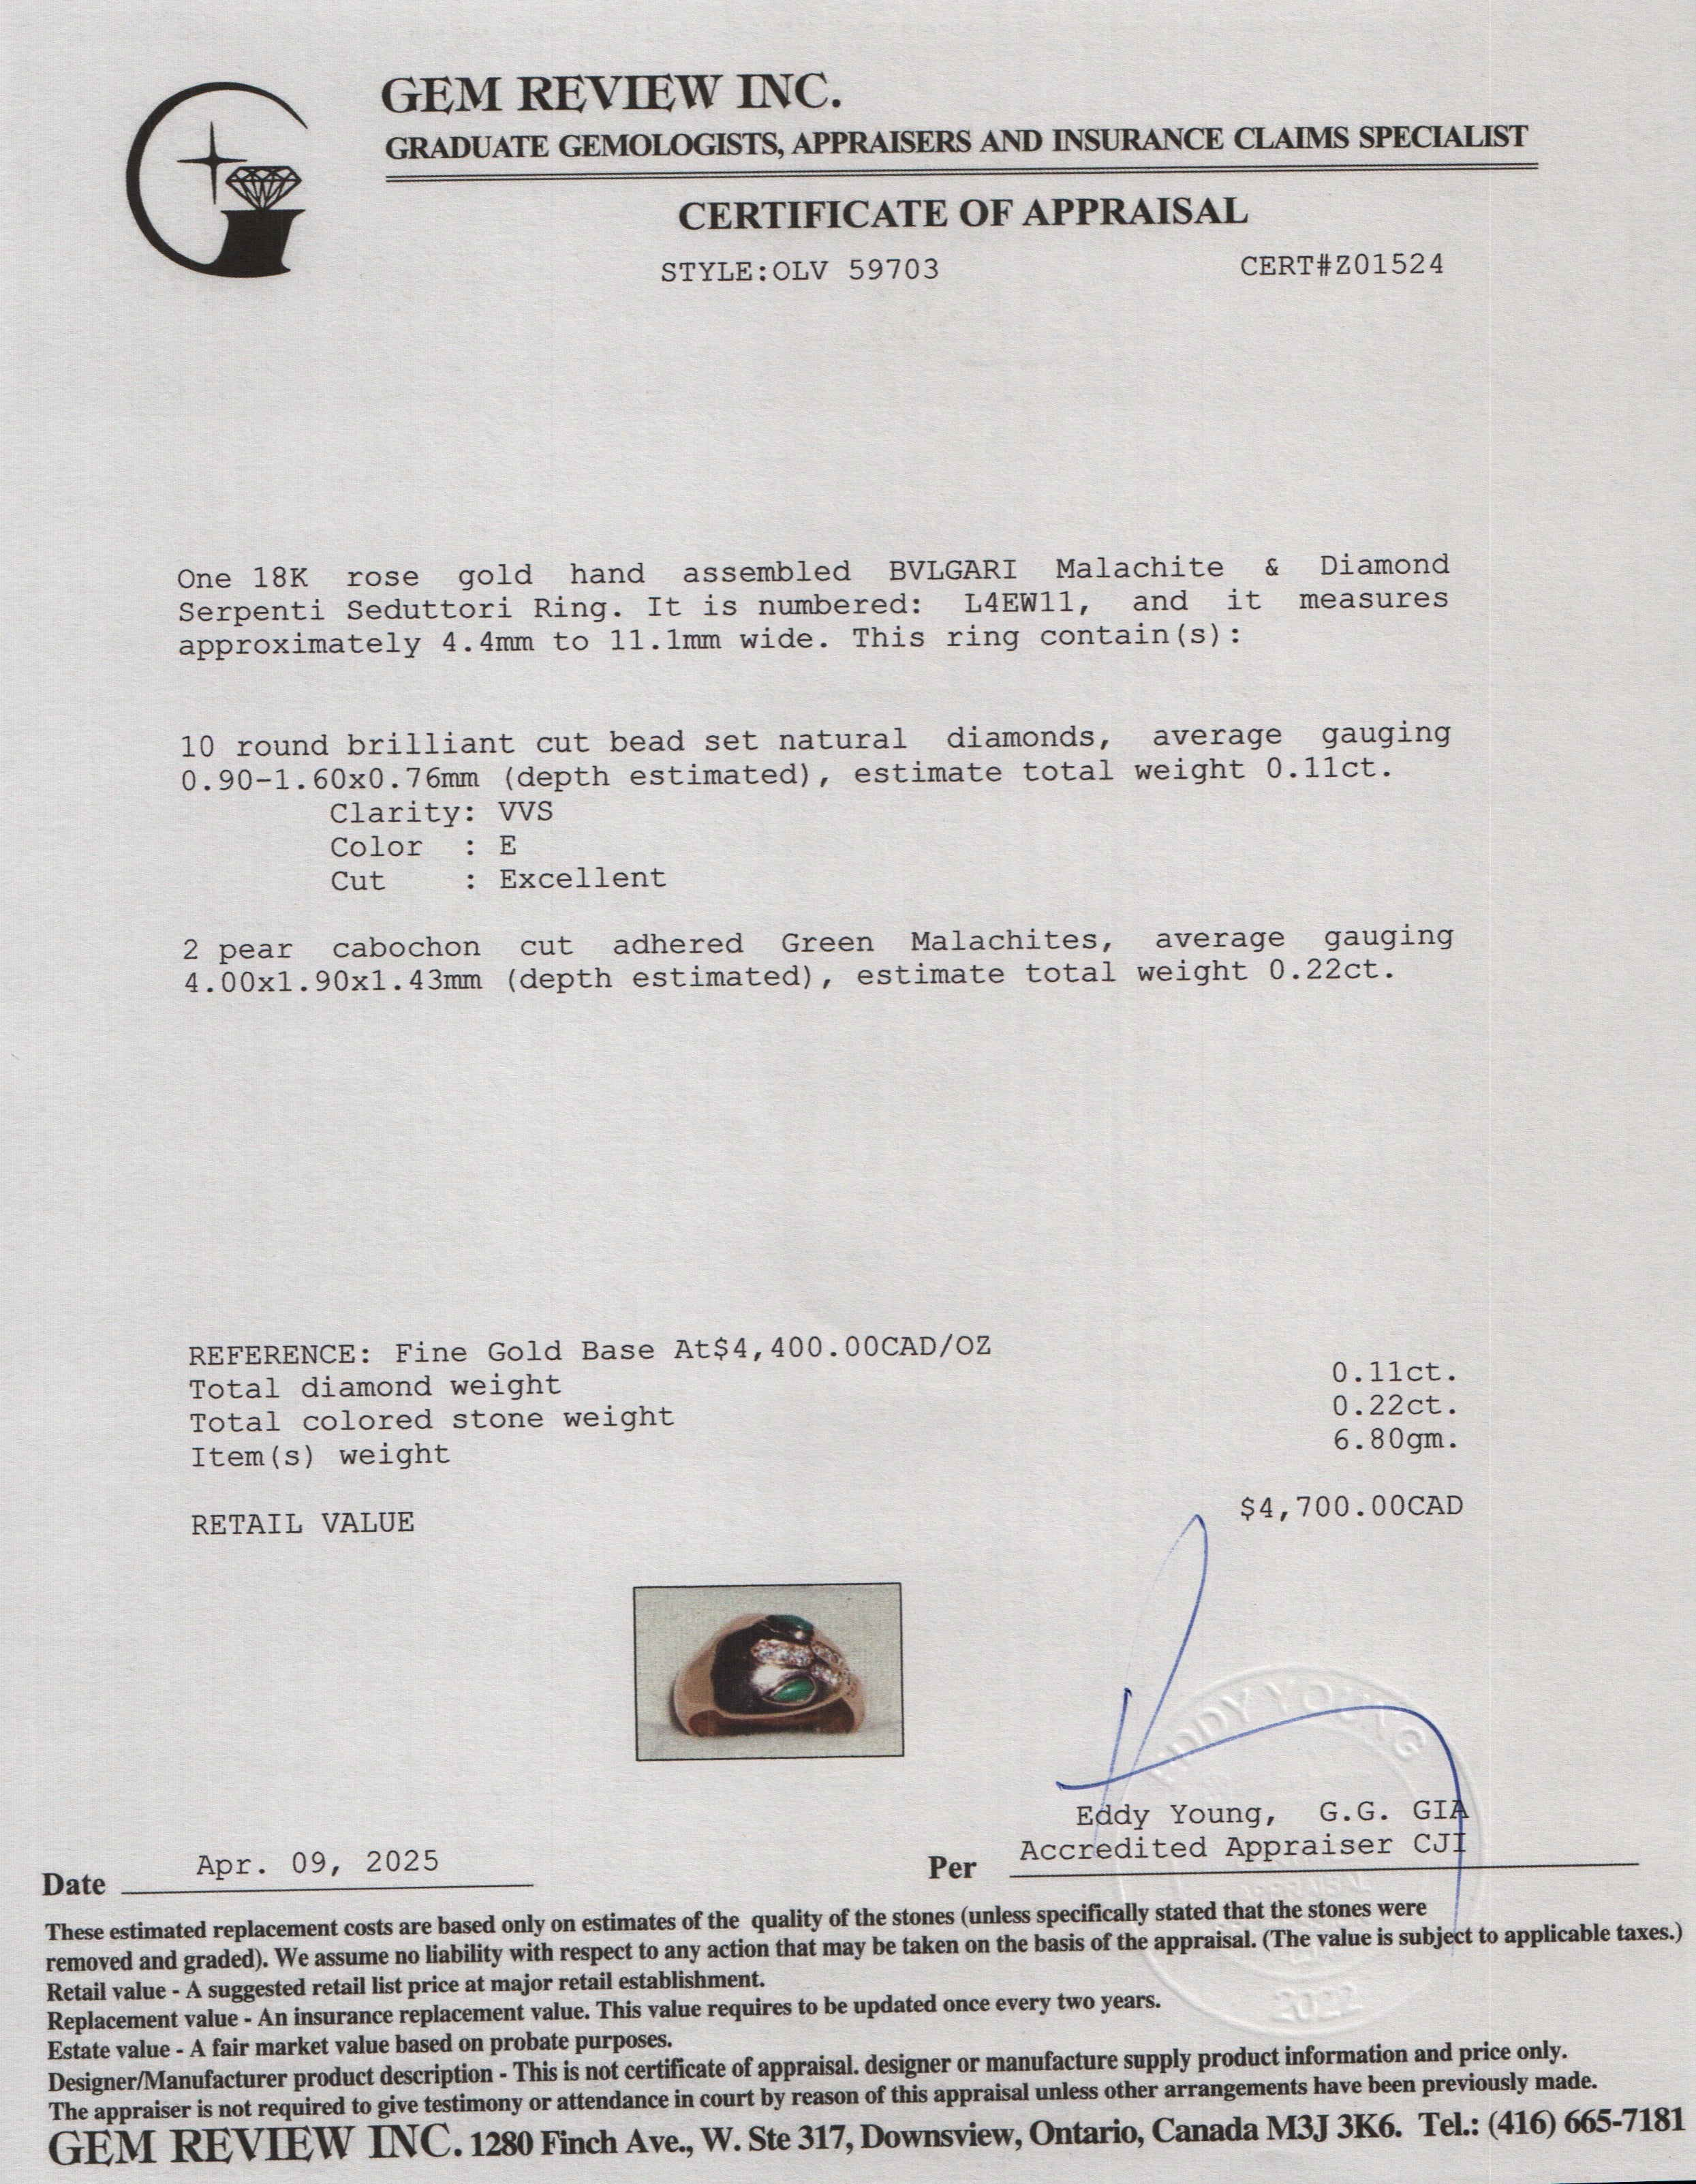 GEM REVIEW INC.
GRADUATE GEMOLOGISTS, APPRAISERS AND INSURANCE CLAIMS SPECIALIST
CERTIFICATE OF APPRAISAL
STYLE:OLV 59703 CERT#Z01524
One 18K rose gold hand assembled BVLGARI Malachite & Diamond
Serpenti Seduttori Ring. It is numbered: L4EW11, and it measures
approximately 4.4mm to 11.1mm wide. This ring contain(s):
10 round brilliant cut bead set natural diamonds, average gauging
0.90-1.60x0.76mm (depth estimated), estimate total weight 0.11ct.
Clarity: VVS
Color : E
Cut : Excellent
2 pear cabochon cut adhered Green Malachites, average gauging
4.00x1.90x1.43mm (depth estimated), estimate total weight 0.22ct.
REFERENCE: Fine Gold Base At$4,400.00CAD/OZ
Total diamond weight 0.11ct.
Total colored stone weight 0.22ct.
Item(s) weight 6.80gm.
RETAIL VALUE $4,700.00CAD
EDDY YOUNG
Eddy Young, G.G. GIA
Accredited Appraiser CJI
Date Apr. 09, 2025 Per
APPRAISAL
2022
These estimated replacement costs are based only on estimates of the quality of the stones (unless specifically stated that the stones were
removed and graded). We assume no liability with respect to any action that may be taken on the basis of the appraisal. (The value is subject to applicable taxes.)
Retail value - A suggested retail list price at major retail establishment.
Replacement value - An insurance replacement value. This value requires to be updated once every two years.
Estate value - A fair market value based on probate purposes.
Designer/Manufacturer product description - This is not certificate of appraisal. designer or manufacture supply product information and price only.
The appraiser is not required to give testimony or attendance in court by reason of this appraisal unless other arrangements have been previously made.
GEM REVIEW INC. 1280 Finch Ave., W. Ste 317, Downsview, Ontario, Canada M3J 3K6. Tel.: (416) 665-7181